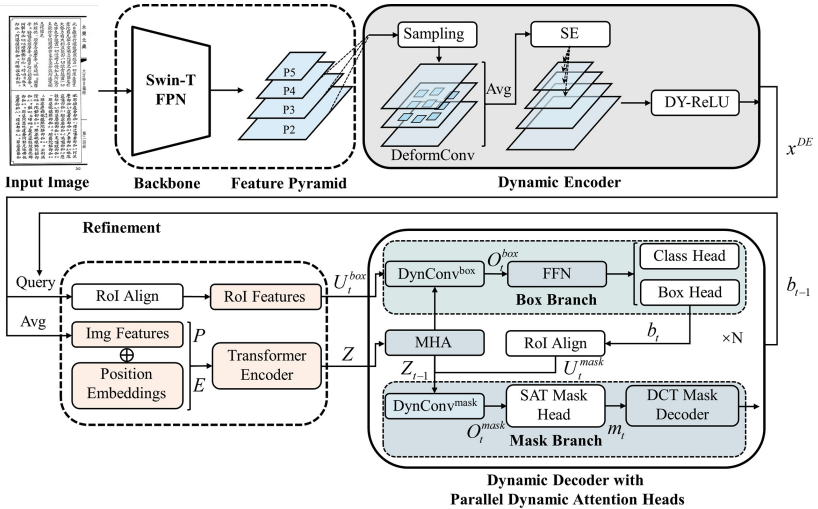 Swin-T
FPN
P5
P4
P3
P2
Sampling
SE
Avg
DY-ReLU
DeformConv
Input Image
Backbone
Feature Pyramid
Dynamic Encoder
x^{DE}
Refinement
Query
RoI Align
RoI Features
U_t^{box}
DynConv^{box}
O_t^{box}
FFN
Class Head
Box Head
Box Branch
b_{t-1}
Avg
Img Features
P
⊕
Position
Embeddings
E
Transformer
Encoder
Z
MHA
RoI Align
b_t
×N
Z_{t-1}
U_t^{mask}
DynConv^{mask}
O_t^{mask}
SAT Mask
Head
m_t
DCT Mask
Decoder
Mask Branch
Dynamic Decoder with
Parallel Dynamic Attention Heads